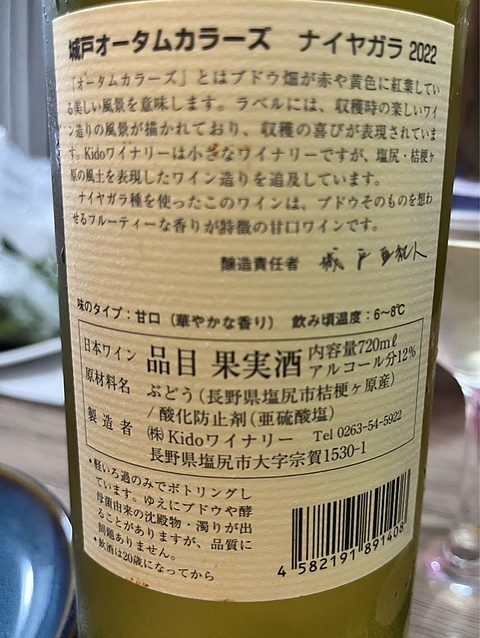 城戸オータムカラーズ ナイヤガラ 2022
「オータムカラーズ」とはブドウ畑が赤や黄色に紅葉してい
る美しい風景を意味します。ラベルには、収穫時の楽しいワイ
ン造りの風景が描かれており、収穫の喜びが表現されていま
す。Kidoワイナリーは小さなワイナリーですが、塩尻・桔梗ヶ
原の風土を表現したワイン造りを追及しています。
ナイヤガラ種を使ったこのワインは、ブドウそのものを想わ
せるフルーティーな香りが特徴の甘口ワインです。
醸造責任者 城戸亜紀人
味のタイプ：甘口（華やかな香り） 飲み頃温度：6～8℃
日本ワイン 品目 果実酒 内容量720mℓ
アルコール分12%
原材料名 ぶどう（長野県塩尻市桔梗ヶ原産）
/ 酸化防止剤（亜硫酸塩）
製造者 ㈱Kidoワイナリー Tel 0263-54-5922
長野県塩尻市大字宗賀1530-1
・軽いろ過のみでボトリングし
ています。ゆえにブドウや酵
母菌由来の沈殿物・濁りが出
ることがありますが、品質に
問題ありません。
・飲酒は20歳になってから
4 582191 891408